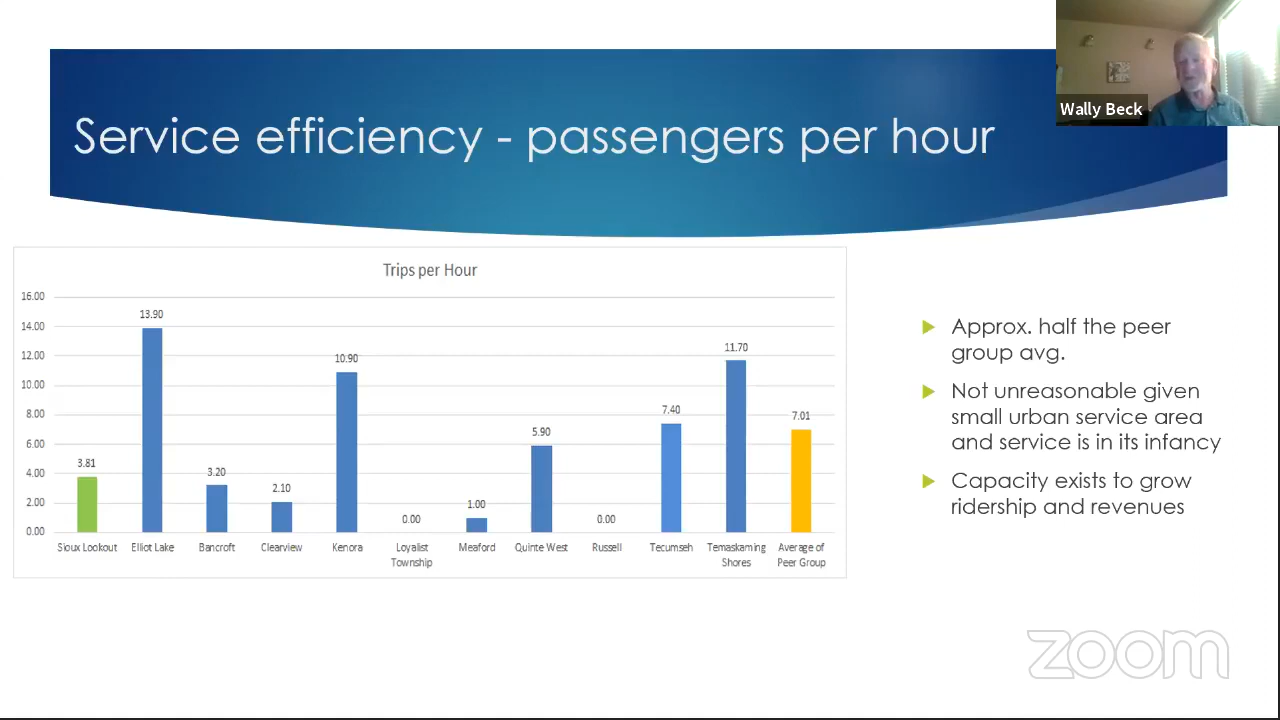 Wally Beck
Service efficiency - passengers per hour
Trips per Hour
16.00
14.00
12.00
10.00
8.00
6.00
4.00
2.00
0.00
3.81
13.90
3.20
2.10
10.90
0.00
1.00
5.90
0.00
7.40
11.70
7.01
Sioux Lookout
Elliot Lake
Bancroft
Clearview
Kenora
Loyalist
Township
Meaford
Quinte West
Russell
Tecumseh
Temaskaming
Shores
Average of
Peer Group
Approx. half the peer
group avg.
Not unreasonable given
small urban service area
and service is in its infancy
Capacity exists to grow
ridership and revenues
zoom